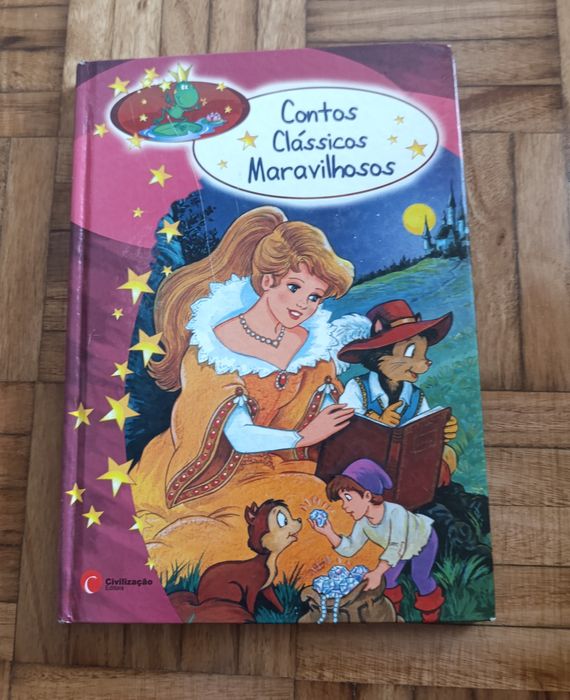 Contos
Clássicos
Maravilhosos
C
Civilização
Editora